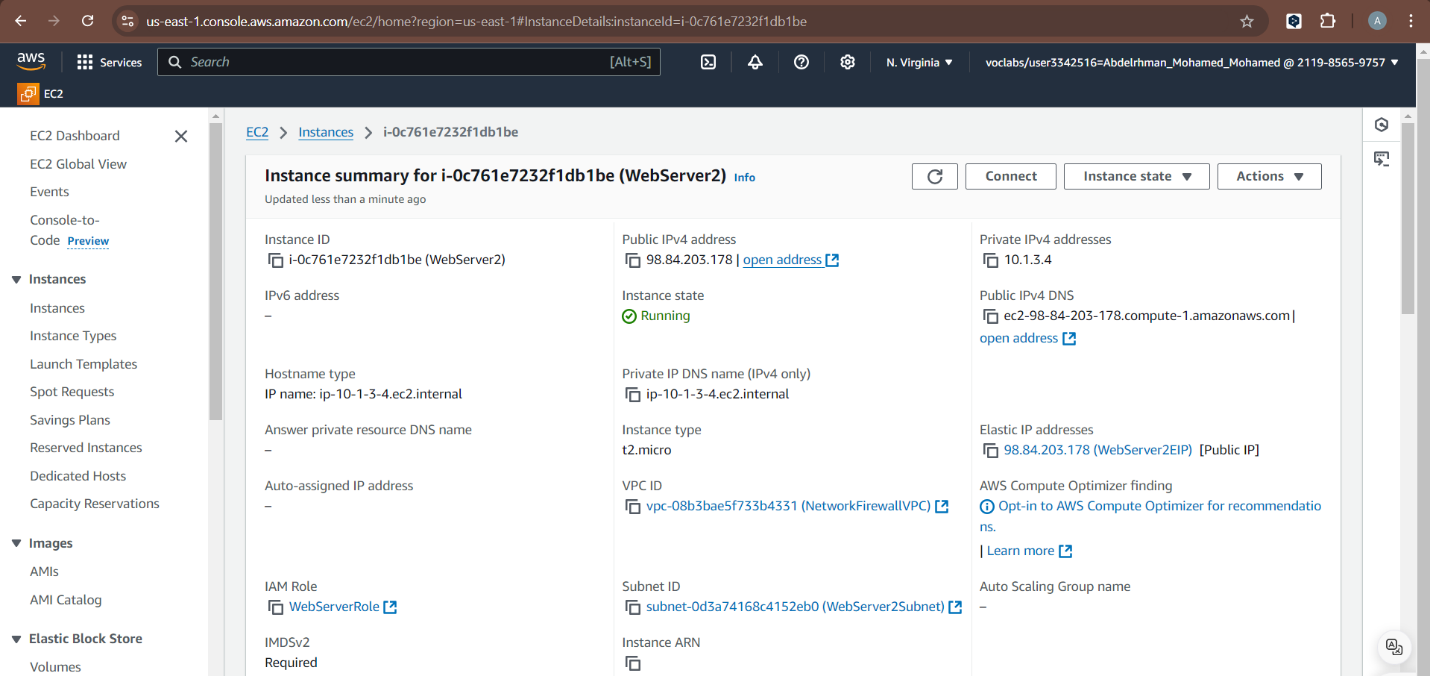 us-east-1.console.aws.amazon.com/ec2/home?region=us-east-1#InstanceDetails:instanceId=i-0c761e7232f1db1be
A
aws
Services
Search
[Alt+S]
N. Virginia ▼
voclabs/user3342516=Abdelrhman_Mohamed_Mohamed @ 2119-8565-9757 ▼
EC2
EC2 Dashboard
EC2 Global View
Events
Console-to-
Code Preview
Instances
Instances
Instance Types
Launch Templates
Spot Requests
Savings Plans
Reserved Instances
Dedicated Hosts
Capacity Reservations
Images
AMIs
AMI Catalog
Elastic Block Store
Volumes
EC2 > Instances > i-0c761e7232f1db1be
Instance summary for i-0c761e7232f1db1be (WebServer2) Info
Updated less than a minute ago
Connect
Instance state ▼
Actions ▼
Instance ID
i-0c761e7232f1db1be (WebServer2)
Public IPv4 address
98.84.203.178 | open address
Private IPv4 addresses
10.1.3.4
IPv6 address
–
Instance state
Running
Public IPv4 DNS
ec2-98-84-203-178.compute-1.amazonaws.com |
open address
Hostname type
IP name: ip-10-1-3-4.ec2.internal
Private IP DNS name (IPv4 only)
ip-10-1-3-4.ec2.internal
Answer private resource DNS name
–
Instance type
t2.micro
Elastic IP addresses
98.84.203.178 (WebServer2EIP) [Public IP]
Auto-assigned IP address
–
VPC ID
vpc-08b3bae5f733b4331 (NetworkFirewallVPC)
AWS Compute Optimizer finding
Opt-in to AWS Compute Optimizer for recommendatio
ns.
| Learn more
IAM Role
WebServerRole
Subnet ID
subnet-0d3a74168c4152eb0 (WebServer2Subnet)
Auto Scaling Group name
–
IMDSv2
Required
Instance ARN